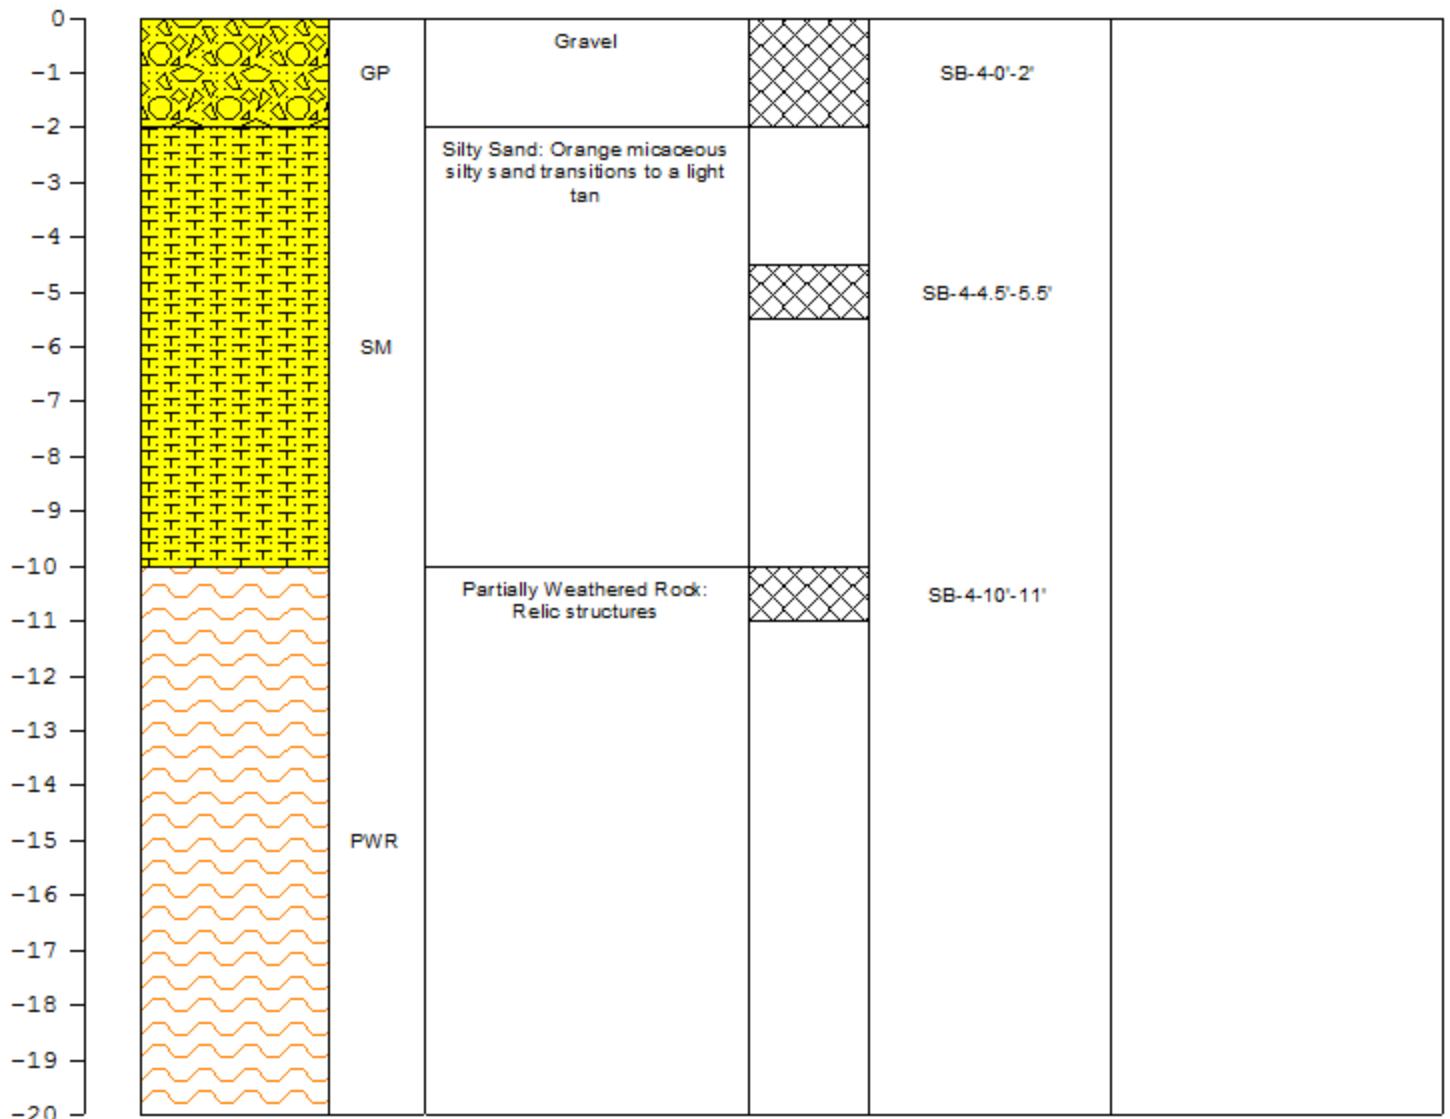 0
-1
-2
-3
-4
-5
-6
-7
-8
-9
-10
-11
-12
-13
-14
-15
-16
-17
-18
-19
-20
GP
SM
PWR
Gravel
Silty Sand: Orange micaceous
silty sand transitions to a light
tan
Partially Weathered Rock:
Relic structures
SB-4-0'-2'
SB-4-4.5'-5.5'
SB-4-10'-11'